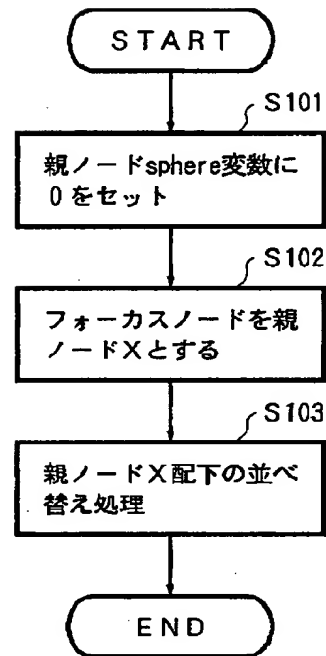 START
S101
親ノードsphere変数に
0をセット
S102
フォーカスノードを親
ノードXとする
S103
親ノードX配下の並べ
替え処理
END